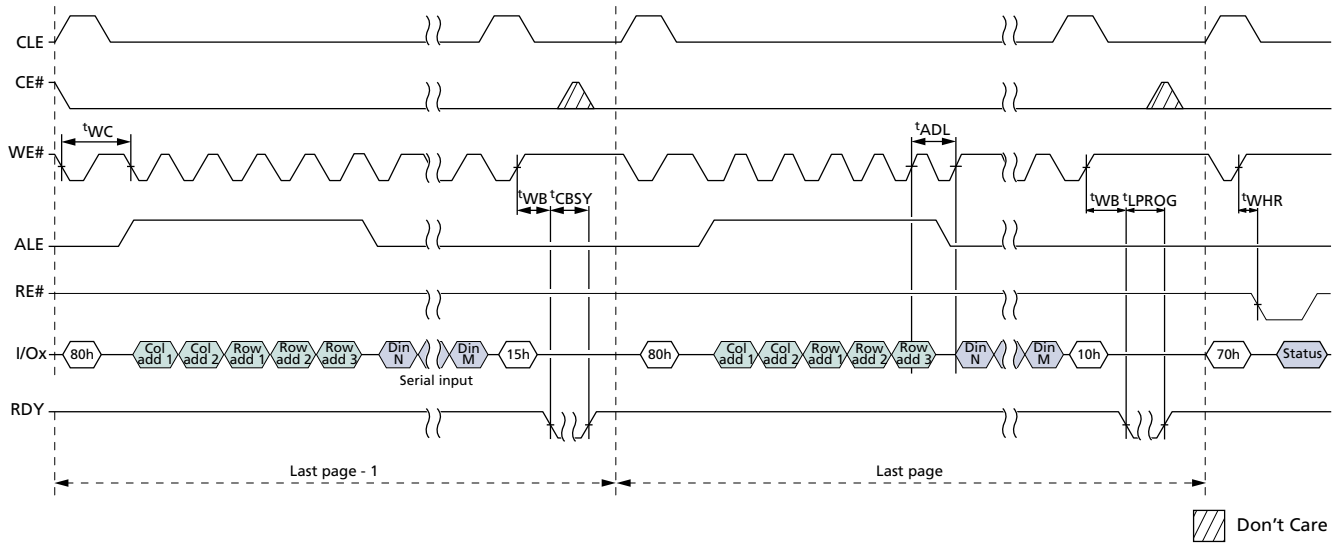 CLE
CE#
tWC
tADL
WE#
tWB tCBSY
tWB tLPROG
tWHR
ALE
RE#
I/Ox
80h
Col add 1
Col add 2
Row add 1
Row add 2
Row add 3
Din N
Din M
15h
80h
Col add 1
Col add 2
Row add 1
Row add 2
Row add 3
Din N
Din M
10h
70h
Status
Serial input
RDY
Last page - 1
Last page
Don't Care